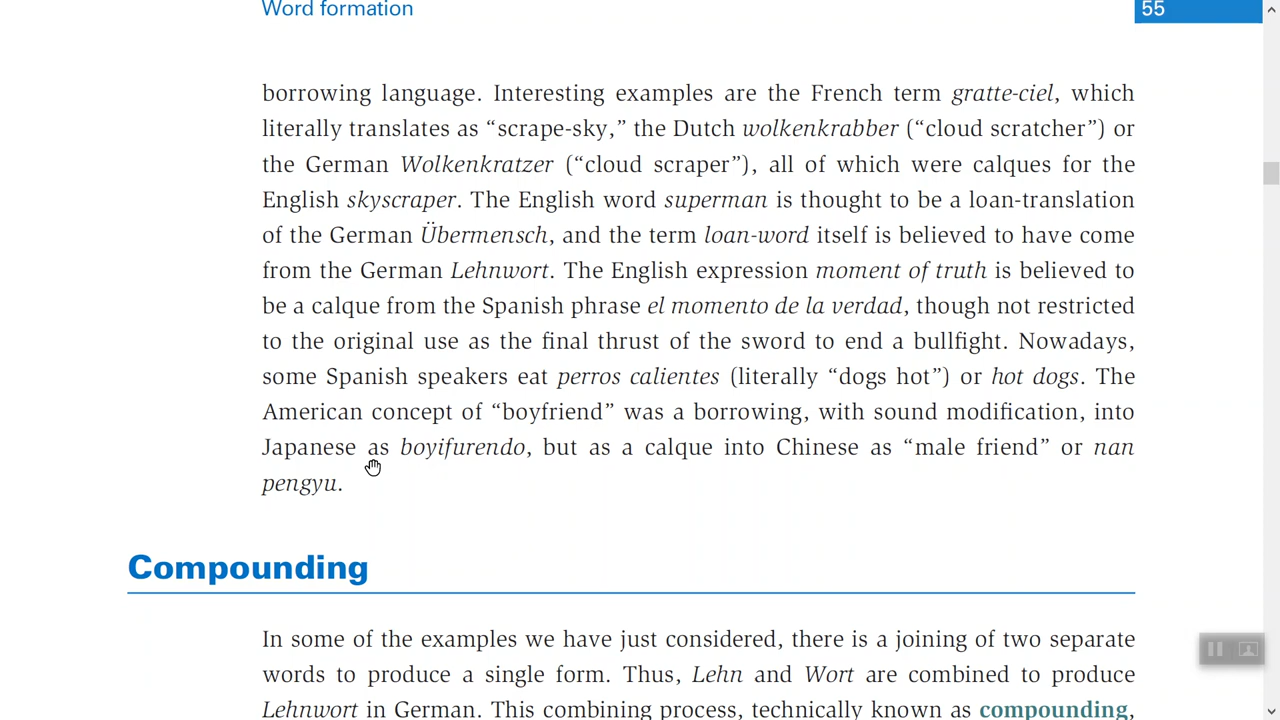 Word formation
55
borrowing language. Interesting examples are the French term gratte-ciel, which
literally translates as “scrape-sky,” the Dutch wolkenkrabber (“cloud scratcher”) or
the German Wolkenkratzer (“cloud scraper”), all of which were calques for the
English skyscraper. The English word superman is thought to be a loan-translation
of the German Übermensch, and the term loan-word itself is believed to have come
from the German Lehnwort. The English expression moment of truth is believed to
be a calque from the Spanish phrase el momento de la verdad, though not restricted
to the original use as the final thrust of the sword to end a bullfight. Nowadays,
some Spanish speakers eat perros calientes (literally “dogs hot”) or hot dogs. The
American concept of “boyfriend” was a borrowing, with sound modification, into
Japanese as boyifurendo, but as a calque into Chinese as “male friend” or nan
pengyu.
Compounding
In some of the examples we have just considered, there is a joining of two separate
words to produce a single form. Thus, Lehn and Wort are combined to produce
Lehnwort in German. This combining process, technically known as compounding,